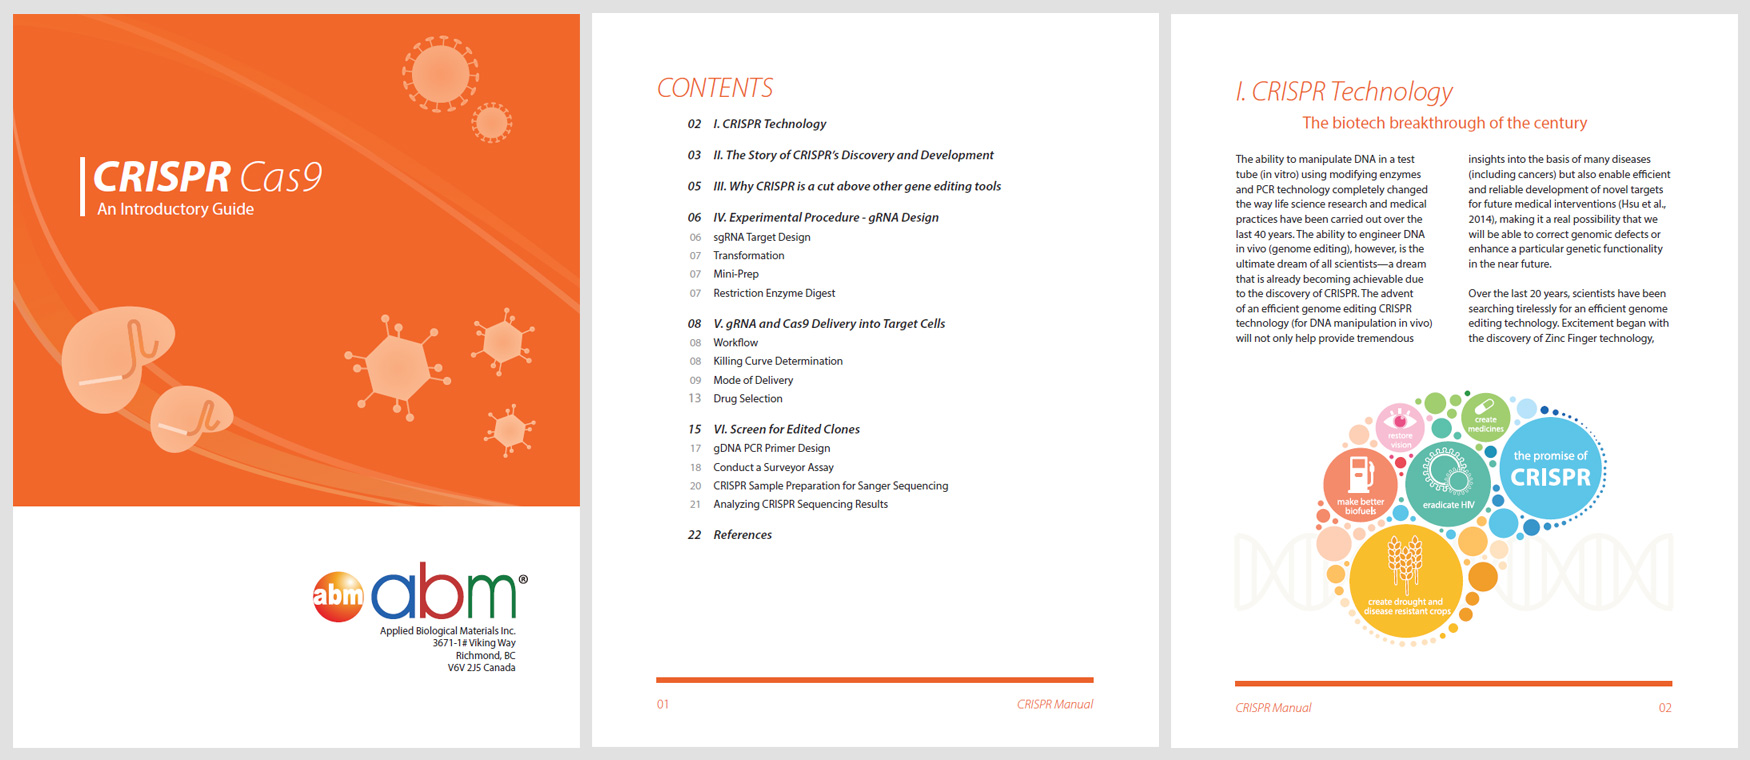 CRISPR Cas9
An Introductory Guide
abm
abm®
Applied Biological Materials Inc.
3671-1# Viking Way
Richmond, BC
V6V 2J5 Canada
CONTENTS
02 I. CRISPR Technology
03 II. The Story of CRISPR's Discovery and Development
05 III. Why CRISPR is a cut above other gene editing tools
06 IV. Experimental Procedure - gRNA Design
06 sgRNA Target Design
07 Transformation
07 Mini-Prep
07 Restriction Enzyme Digest
08 V. gRNA and Cas9 Delivery into Target Cells
08 Workflow
08 Killing Curve Determination
09 Mode of Delivery
13 Drug Selection
15 VI. Screen for Edited Clones
17 gDNA PCR Primer Design
18 Conduct a Surveyor Assay
20 CRISPR Sample Preparation for Sanger Sequencing
21 Analyzing CRISPR Sequencing Results
22 References
01 CRISPR Manual
I. CRISPR Technology
The biotech breakthrough of the century
The ability to manipulate DNA in a test
tube (in vitro) using modifying enzymes
and PCR technology completely changed
the way life science research and medical
practices have been carried out over the
last 40 years. The ability to engineer DNA
in vivo (genome editing), however, is the
ultimate dream of all scientists—a dream
that is already becoming achievable due
to the discovery of CRISPR. The advent
of an efficient genome editing CRISPR
technology (for DNA manipulation in vivo)
will not only help provide tremendous
insights into the basis of many diseases
(including cancers) but also enable efficient
and reliable development of novel targets
for future medical interventions (Hsu et al.,
2014), making it a real possibility that we
will be able to correct genomic defects or
enhance a particular genetic functionality
in the near future.
Over the last 20 years, scientists have been
searching tirelessly for an efficient genome
editing technology. Excitement began with
the discovery of Zinc Finger technology,
restore
vision
create
medicines
the promise of
CRISPR
make better
biofuels
eradicate HIV
create drought and
disease resistant crops
CRISPR Manual 02